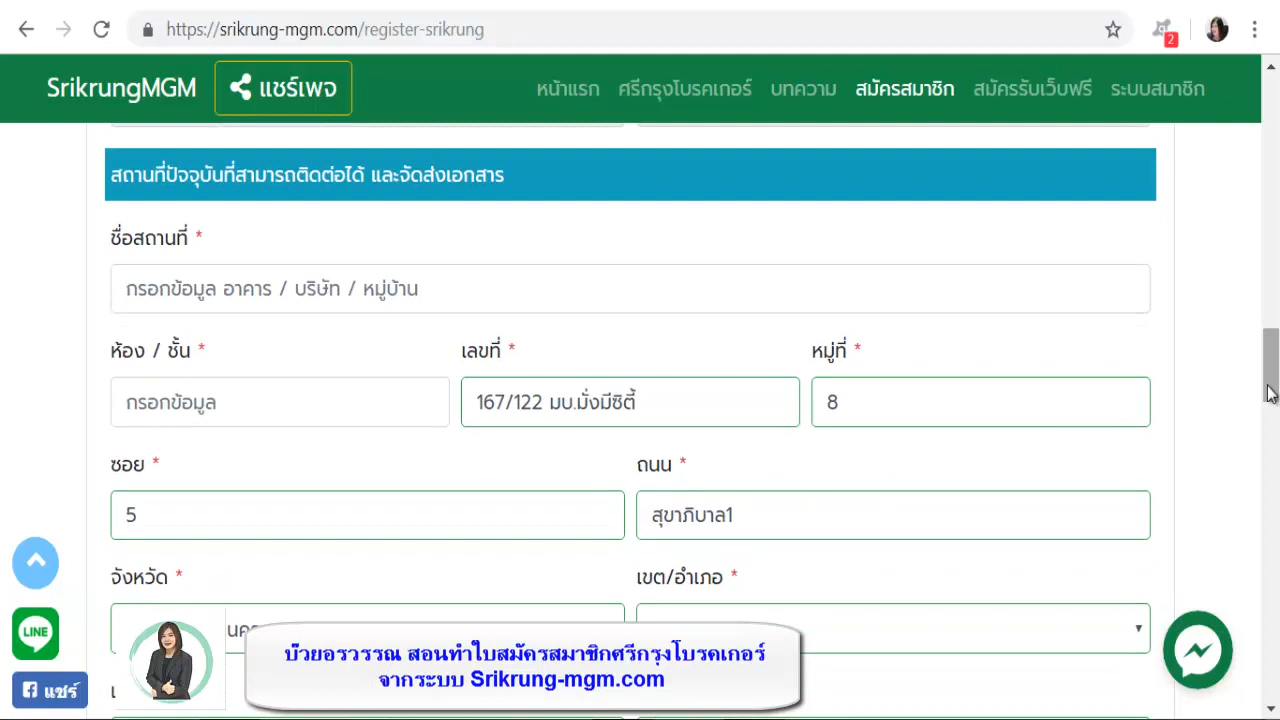 https://srikrung-mgm.com/register-srikrung
2
SrikrungMGM แชร์เพจ หน้าแรก ศรีกรุงโบรคเกอร์ บทความ สมัครสมาชิก สมัครรับเว็บฟรี ระบบสมาชิก
สถานที่ปัจจุบันที่สามารถติดต่อได้ และจัดส่งเอกสาร
ชื่อสถานที่ *
กรอกข้อมูล อาคาร / บริษัท / หมู่บ้าน
ห้อง / ชั้น * เลขที่ * หมู่ที่ *
กรอกข้อมูล 167/122 มบ.มั่งมีซิตี้ 8
ซอย * ถนน *
5 สุขาภิบาล1
จังหวัด * เขต/อำเภอ *
LINE
บ๊วยอรวรรณ สอนทำใบสมัครสมาชิกศรีกรุงโบรคเกอร์
จากระบบ Srikrung-mgm.com
แชร์